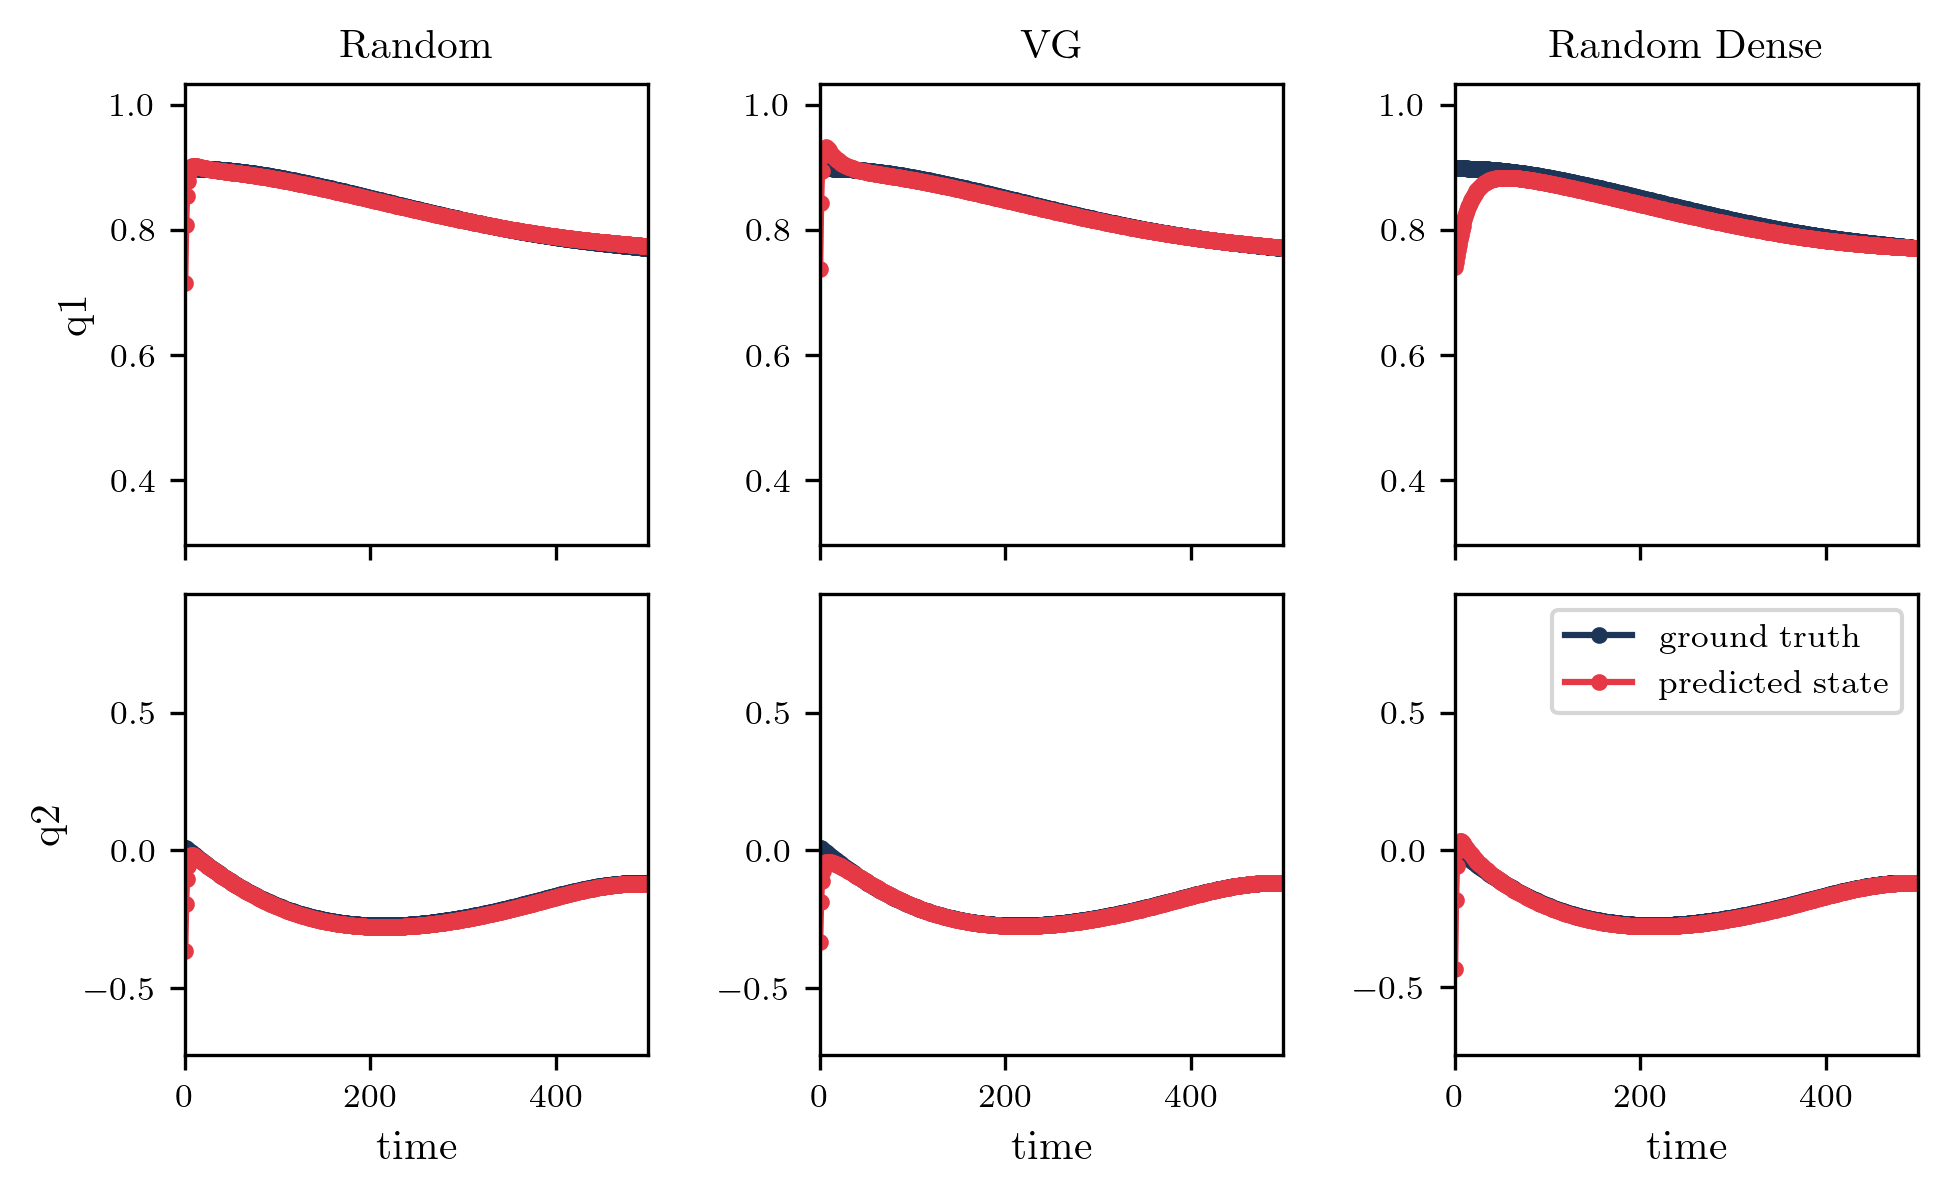 Random VG Random Dense
q1
1.0 1.0 1.0
0.8 0.8 0.8
0.6 0.6 0.6
0.4 0.4 0.4
q2
ground truth
predicted state
0.5 0.5 0.5
0.0 0.0 0.0
−0.5 −0.5 −0.5
0 200 400 0 200 400 0 200 400
time time time